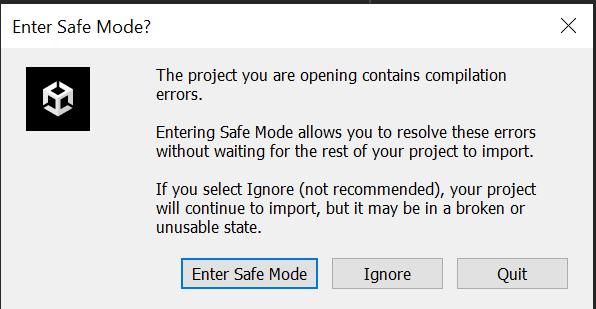 Enter Safe Mode?
The project you are opening contains compilation
errors.
Entering Safe Mode allows you to resolve these errors
without waiting for the rest of your project to import.
If you select Ignore (not recommended), your project
will continue to import, but it may be in a broken or
unusable state.
Enter Safe Mode
Ignore
Quit